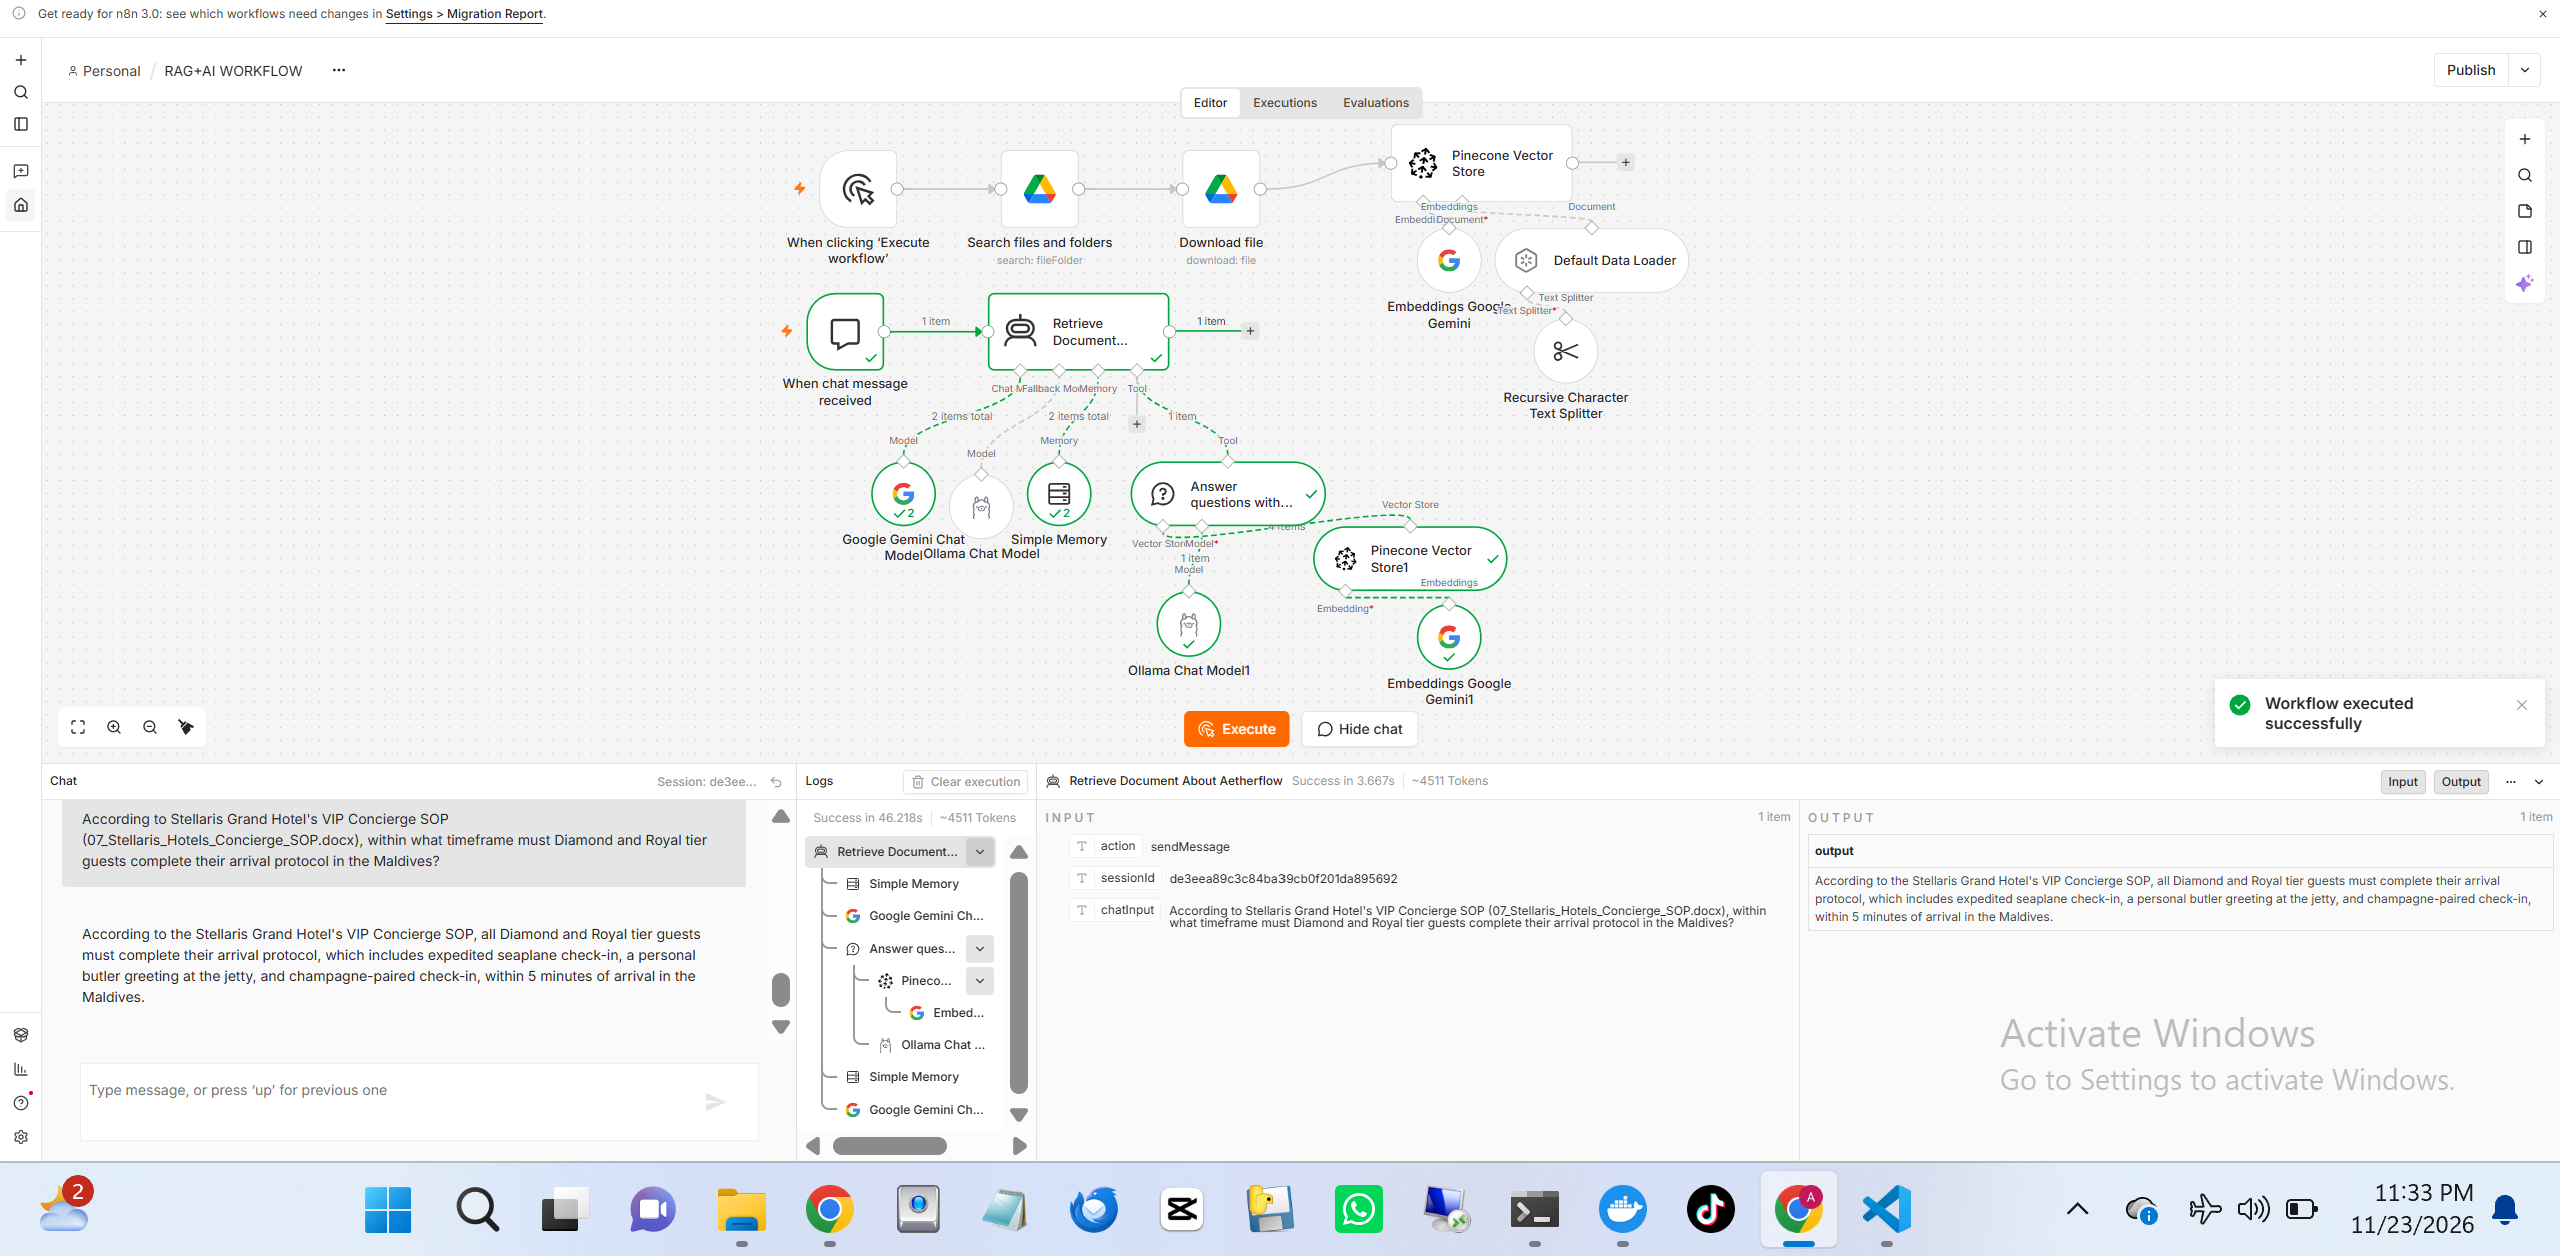 Get ready for n8n 3.0: see which workflows need changes in Settings > Migration Report.
Personal / RAG+AI WORKFLOW
Publish
Editor Executions Evaluations
Pinecone Vector
Store
When clicking ‘Execute
workflow’
Search files and folders
search: fileFolder
Download file
download: file
Embeddings
Document
Embeddi
Document*
Default Data Loader
Embeddings Google
Gemini
Text Splitter
Text Splitter*
Recursive Character
Text Splitter
1 item
Retrieve
Document...
1 item
When chat message
received
Chat M
Fallback Mo
Memory
Tool
2 items total
2 items total
1 item
Model
Model
Memory
Tool
2
2
Google Gemini Chat
Model
Ollama Chat Model
Simple Memory
Answer
questions with...
Vector Store
4 items
Vector Stor
Model*
1 item
Model
Pinecone Vector
Store1
Embeddings
Embedding*
Ollama Chat Model1
Embeddings Google
Gemini1
Execute
Hide chat
Workflow executed
successfully
Chat
Session: de3ee...
According to Stellaris Grand Hotel's VIP Concierge SOP
(07_Stellaris_Hotels_Concierge_SOP.docx), within what timeframe must Diamond and Royal tier
guests complete their arrival protocol in the Maldives?
According to the Stellaris Grand Hotel's VIP Concierge SOP, all Diamond and Royal tier guests
must complete their arrival protocol, which includes expedited seaplane check-in, a personal
butler greeting at the jetty, and champagne-paired check-in, within 5 minutes of arrival in the
Maldives.
Type message, or press ‘up’ for previous one
Logs
Clear execution
Success in 46.218s ~4511 Tokens
Retrieve Document...
Simple Memory
Google Gemini Ch...
Answer ques...
Pineco...
Embed...
Ollama Chat ...
Simple Memory
Google Gemini Ch...
Retrieve Document About Aetherflow Success in 3.667s ~4511 Tokens
Input Output
INPUT
1 item
T action sendMessage
T sessionId de3eea89c3c84ba39cb0f201da895692
T chatInput According to Stellaris Grand Hotel's VIP Concierge SOP (07_Stellaris_Hotels_Concierge_SOP.docx), within
what timeframe must Diamond and Royal tier guests complete their arrival protocol in the Maldives?
OUTPUT
1 item
output
According to the Stellaris Grand Hotel's VIP Concierge SOP, all Diamond and Royal tier guests must complete their arrival
protocol, which includes expedited seaplane check-in, a personal butler greeting at the jetty, and champagne-paired check-in,
within 5 minutes of arrival in the Maldives.
Activate Windows
Go to Settings to activate Windows.
2
A
11:33 PM
11/23/2026